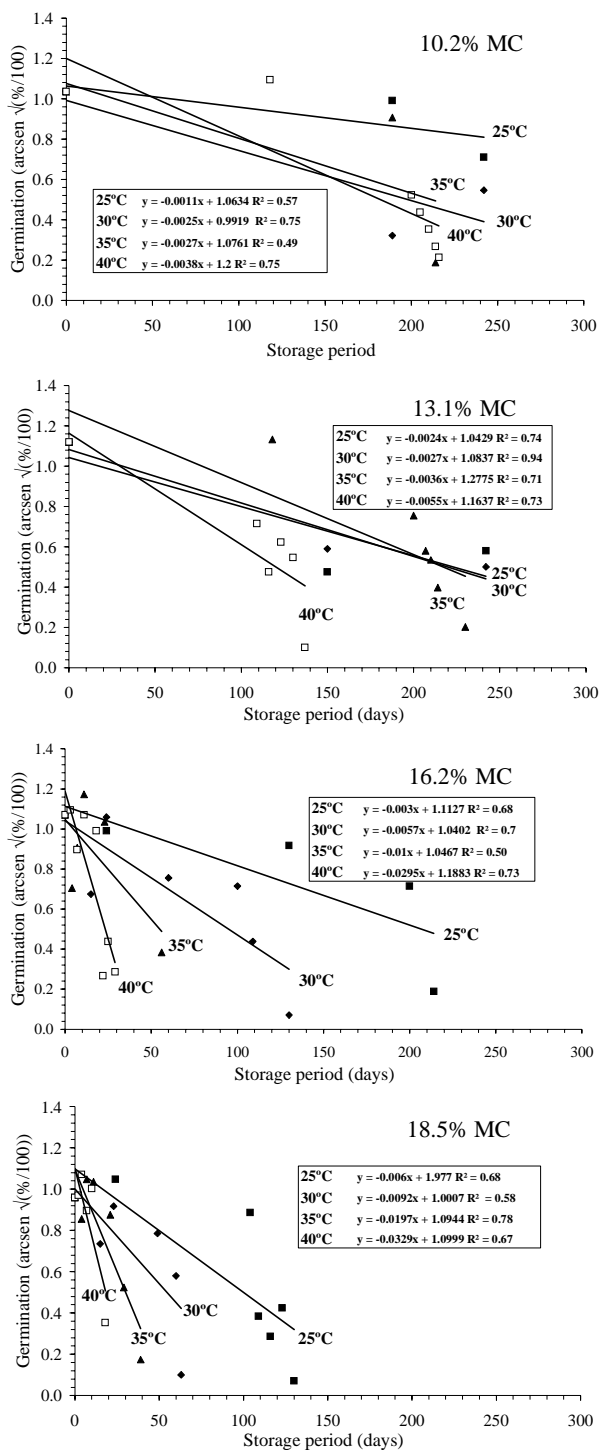 10.2% MC
Germination (arcsen √(%/100)
1.4
1.2
1.0
0.8
0.6
0.4
0.2
0.0
25ºC
35ºC
30ºC
40ºC
25ºC y = -0.0011x + 1.0634 R² = 0.57
30ºC y = -0.0025x + 0.9919 R² = 0.75
35ºC y = -0.0027x + 1.0761 R² = 0.49
40ºC y = -0.0038x + 1.2 R² = 0.75
0 50 100 150 200 250 300
Storage period
13.1% MC
Germination (arcsen √(%/100)
1.4
1.2
1.0
0.8
0.6
0.4
0.2
0.0
25ºC y = -0.0024x + 1.0429 R² = 0.74
30ºC y = -0.0027x + 1.0837 R² = 0.94
35ºC y = -0.0036x + 1.2775 R² = 0.71
40ºC y = -0.0055x + 1.1637 R² = 0.73
25ºC
30ºC
35ºC
40ºC
0 50 100 150 200 250 300
Storage period (days)
16.2% MC
Germination (arcsen √(%/100))
1.4
1.2
1.0
0.8
0.6
0.4
0.2
0.0
25ºC y = -0.003x + 1.1127 R² = 0.68
30ºC y = -0.0057x + 1.0402 R² = 0.7
35ºC y = -0.01x + 1.0467 R² = 0.50
40ºC y = -0.0295x + 1.1883 R² = 0.73
35ºC
25ºC
40ºC
30ºC
0 50 100 150 200 250 300
Storage period (days)
18.5% MC
Germination (arcsen √(%/100))
1.4
1.2
1.0
0.8
0.6
0.4
0.2
0.0
25ºC y = -0.006x + 1.977 R² = 0.68
30ºC y = -0.0092x + 1.0007 R² = 0.58
35ºC y = -0.0197x + 1.0944 R² = 0.78
40ºC y = -0.0329x + 1.0999 R² = 0.67
40ºC
30ºC
35ºC
25ºC
0 50 100 150 200 250 300
Storage period (days)